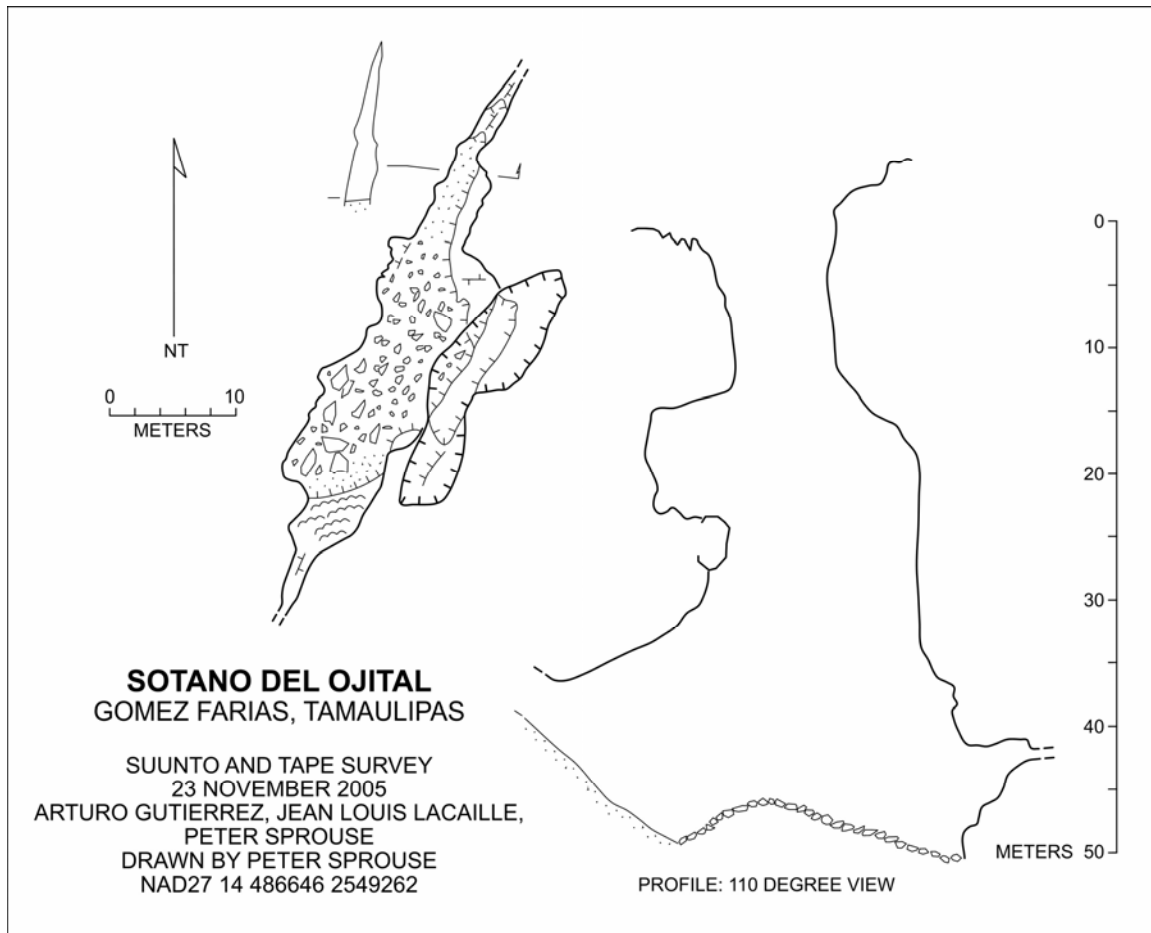 NT
0 10
METERS
SOTANO DEL OJITAL
GOMEZ FARIAS, TAMAULIPAS
SUUNTO AND TAPE SURVEY
23 NOVEMBER 2005
ARTURO GUTIERREZ, JEAN LOUIS LACAILLE,
PETER SPROUSE
DRAWN BY PETER SPROUSE
NAD27 14 486646 2549262
0
10
20
30
40
METERS 50
PROFILE: 110 DEGREE VIEW